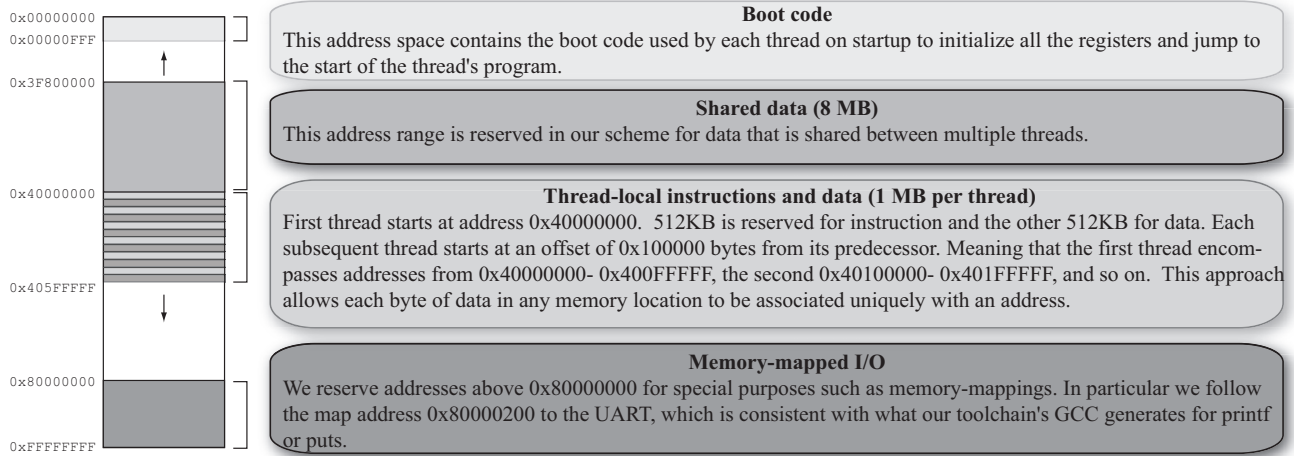 0x00000000
0x00000FFF
0x3F800000
0x40000000
0x405FFFFF
0x80000000
0xFFFFFFFF
Boot code
This address space contains the boot code used by each thread on startup to initialize all the registers and jump to
the start of the thread's program.
Shared data (8 MB)
This address range is reserved in our scheme for data that is shared between multiple threads.
Thread-local instructions and data (1 MB per thread)
First thread starts at address 0x40000000. 512KB is reserved for instruction and the other 512KB for data. Each
subsequent thread starts at an offset of 0x100000 bytes from its predecessor. Meaning that the first thread encom-
passes addresses from 0x40000000- 0x400FFFFF, the second 0x40100000- 0x401FFFFF, and so on. This approach
allows each byte of data in any memory location to be associated uniquely with an address.
Memory-mapped I/O
We reserve addresses above 0x80000000 for special purposes such as memory-mappings. In particular we follow
the map address 0x80000200 to the UART, which is consistent with what our toolchain's GCC generates for printf
or puts.